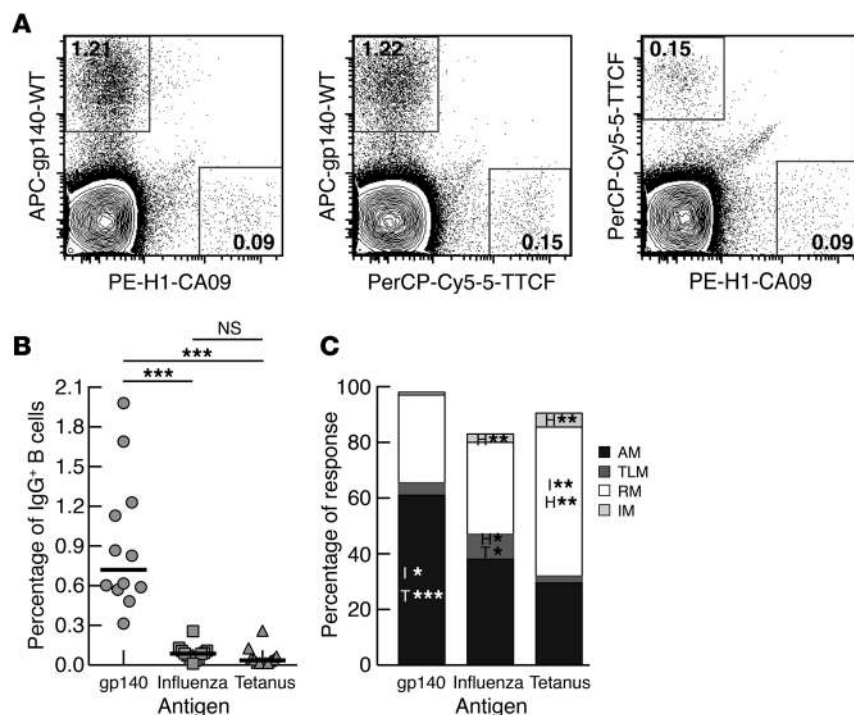 A
1.21
0.09
APC-gp140-WT
PE-H1-CA09
1.22
0.15
APC-gp140-WT
PerCP-Cy5-5-TTCF
0.15
0.09
PerCP-Cy5-5-TTCF
PE-H1-CA09
B
NS
***
***
Percentage of IgG+ B cells
2.1
1.8
1.5
1.2
0.9
0.6
0.3
0.0
gp140 Influenza Tetanus
Antigen
C
Percentage of response
100
80
60
40
20
0
I *
T ***
H**
H*
T*
H**
I**
H**
gp140 Influenza Tetanus
Antigen
AM
TLM
RM
IM